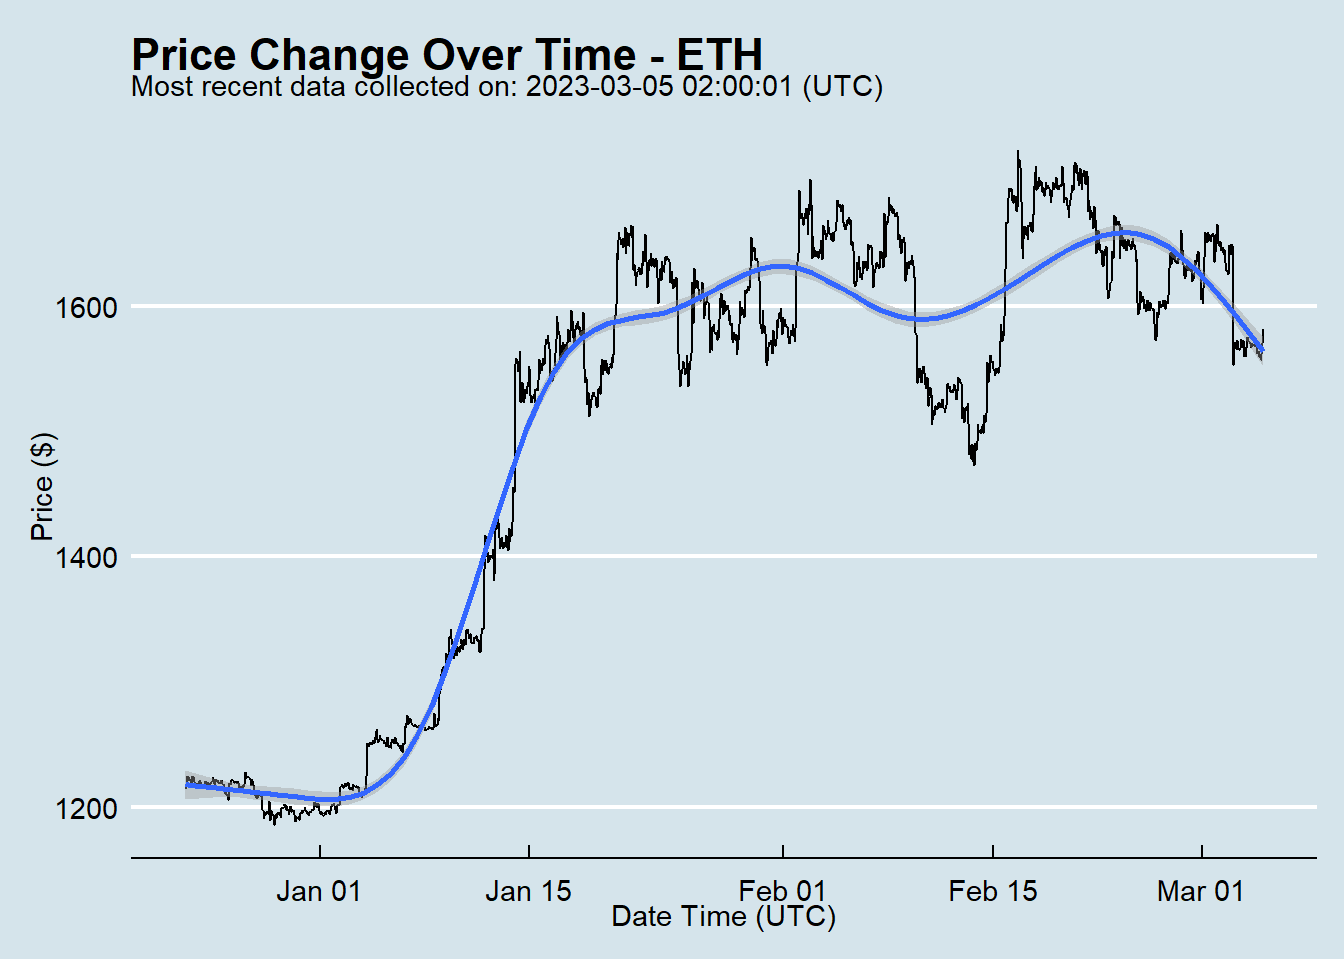 Price Change Over Time - ETH
Most recent data collected on: 2023-03-05 02:00:01 (UTC)
Price ($)
1600
1400
1200
Jan 01 Jan 15 Feb 01 Feb 15 Mar 01
Date Time (UTC)